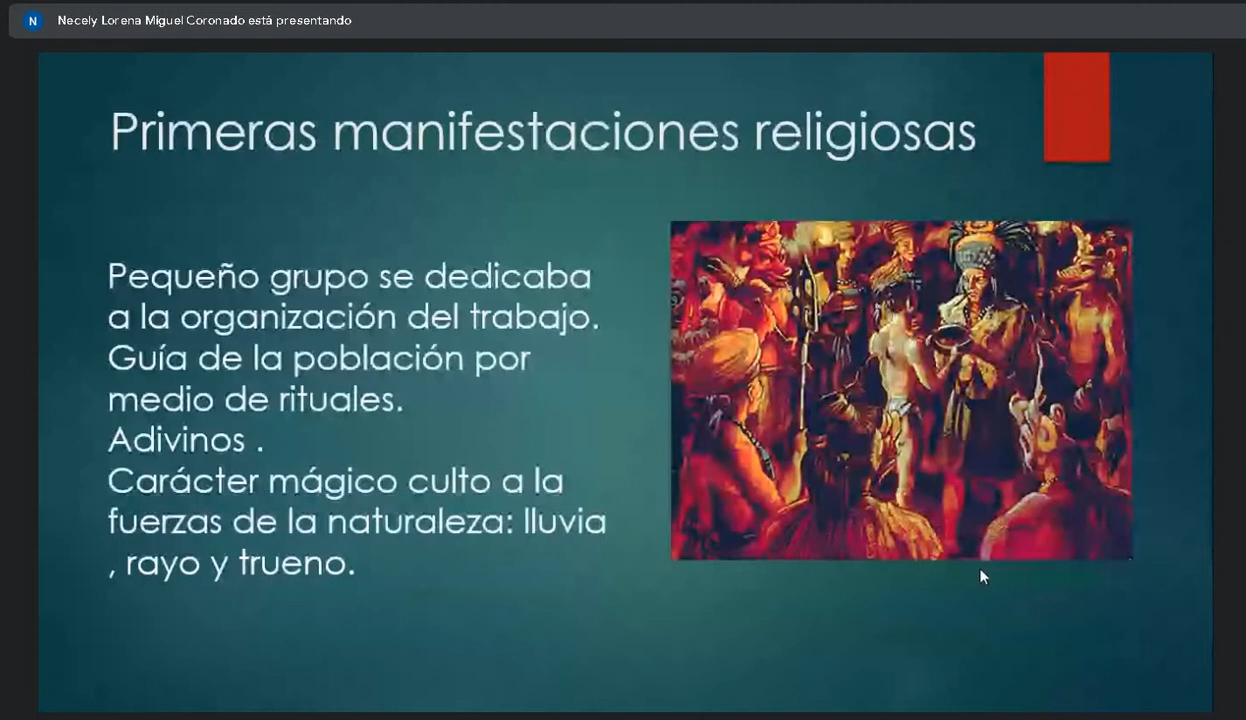 N
Necely Lorena Miguel Coronado está presentando
Primeras manifestaciones religiosas
Pequeño grupo se dedicaba
a la organización del trabajo.
Guía de la población por
medio de rituales.
Adivinos .
Carácter mágico culto a la
fuerzas de la naturaleza: lluvia
, rayo y trueno.